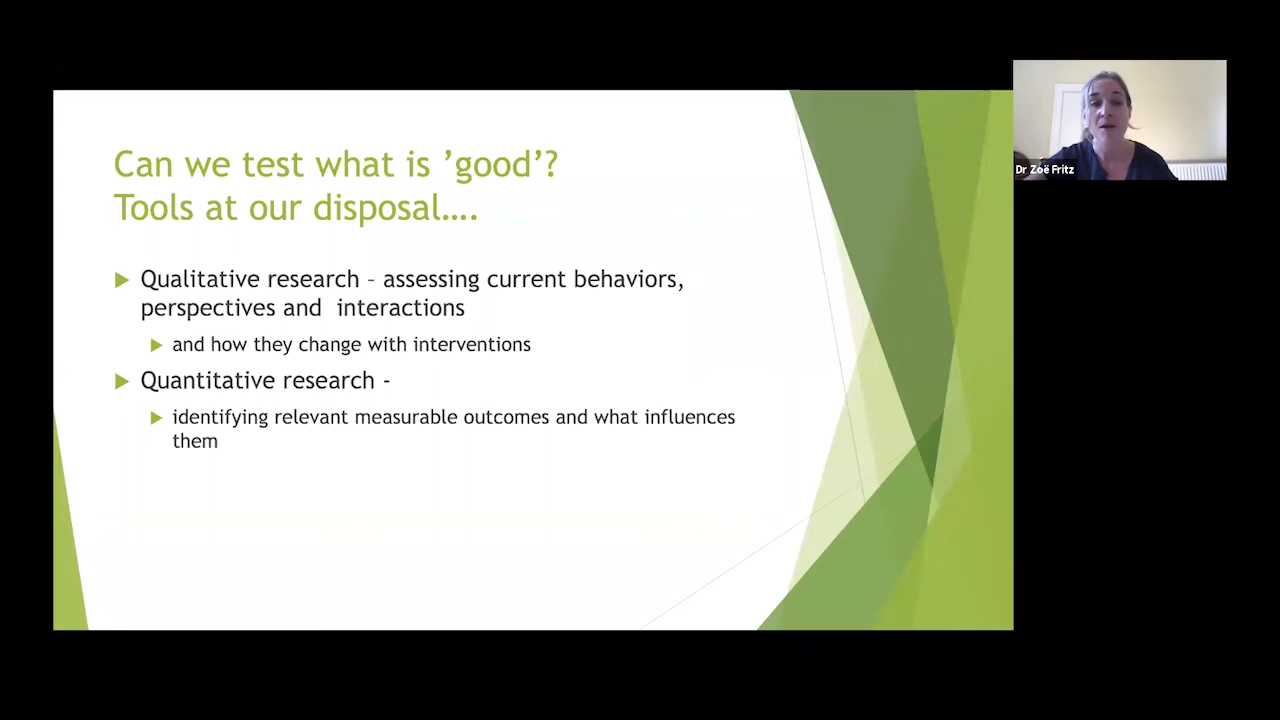 Can we test what is ’good’?
Tools at our disposal….
Qualitative research – assessing current behaviors,
perspectives and  interactions
and how they change with interventions
Quantitative research -
identifying relevant measurable outcomes and what influences
them
Dr Zoë Fritz